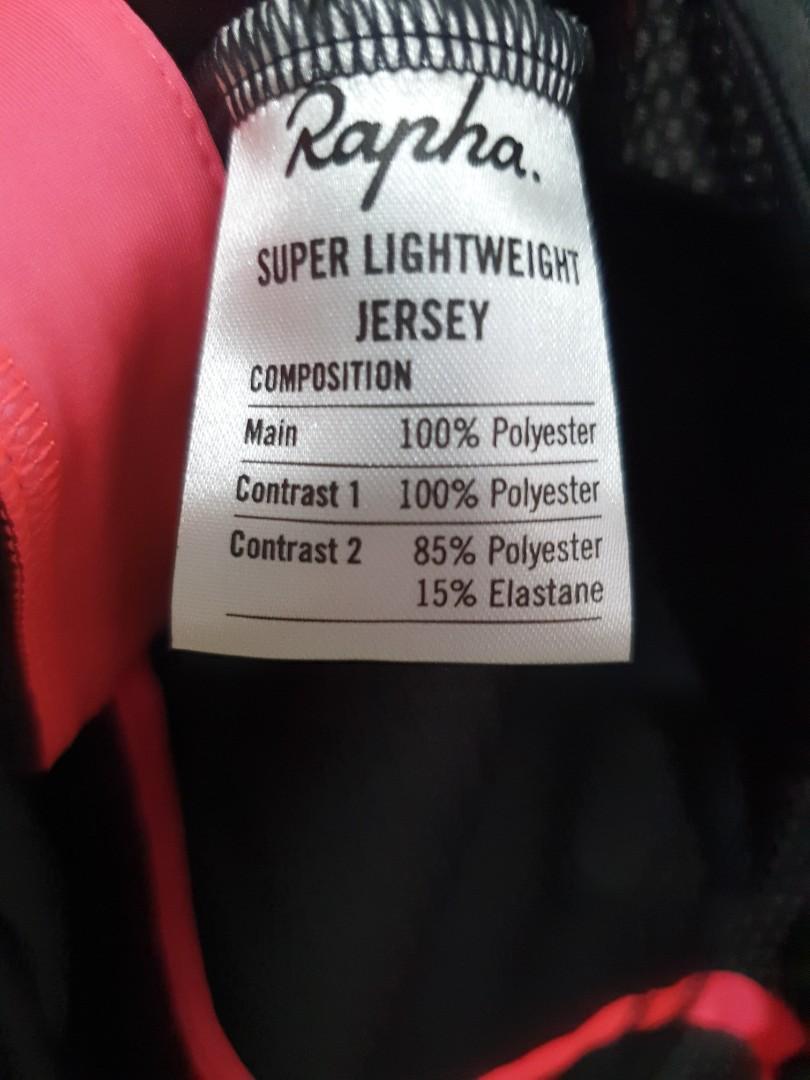 Rapha.
SUPER LIGHTWEIGHT
JERSEY
COMPOSITION
Main 100% Polyester
Contrast 1 100% Polyester
Contrast 2 85% Polyester
15% Elastane